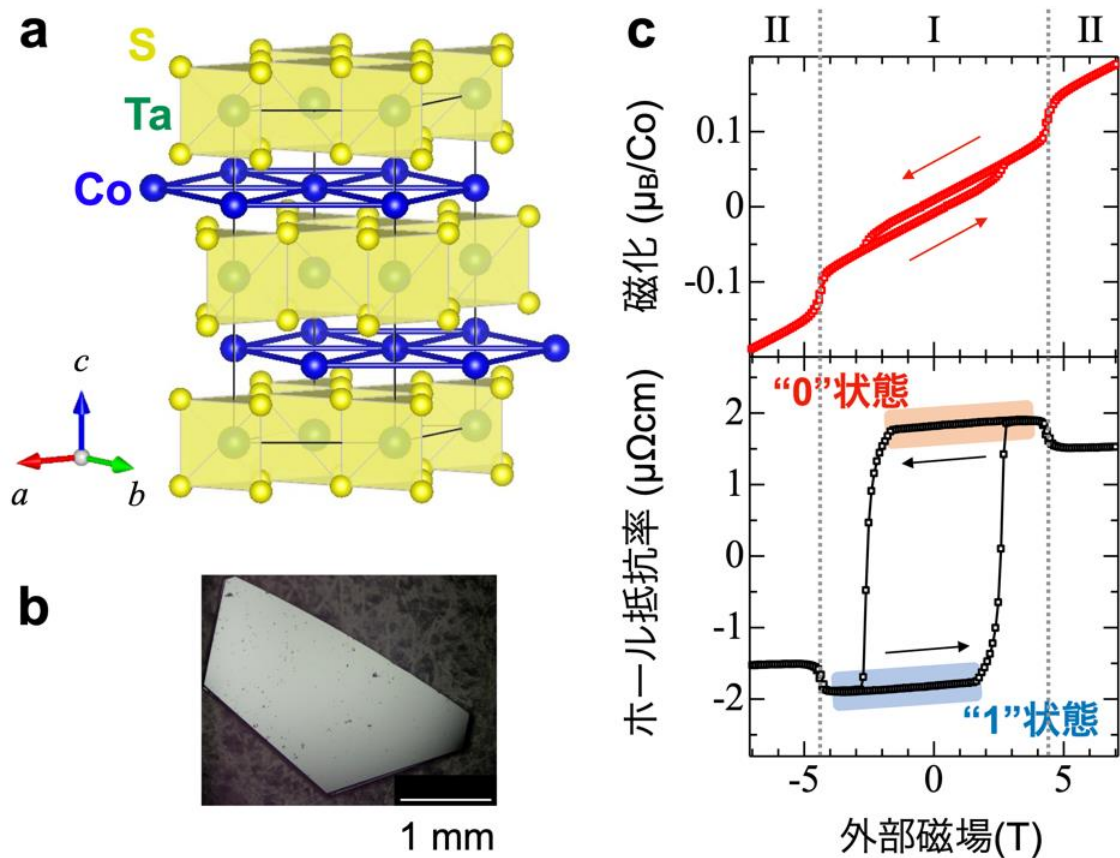 a
S
Ta
Co
c
a
b
b
1 mm
c
II
I
II
磁化 (μB/Co)
0.1
0
-0.1
ホール抵抗率 (μΩcm)
2
1
0
-1
-2
“0”状態
“1”状態
-5
0
5
外部磁場(T)